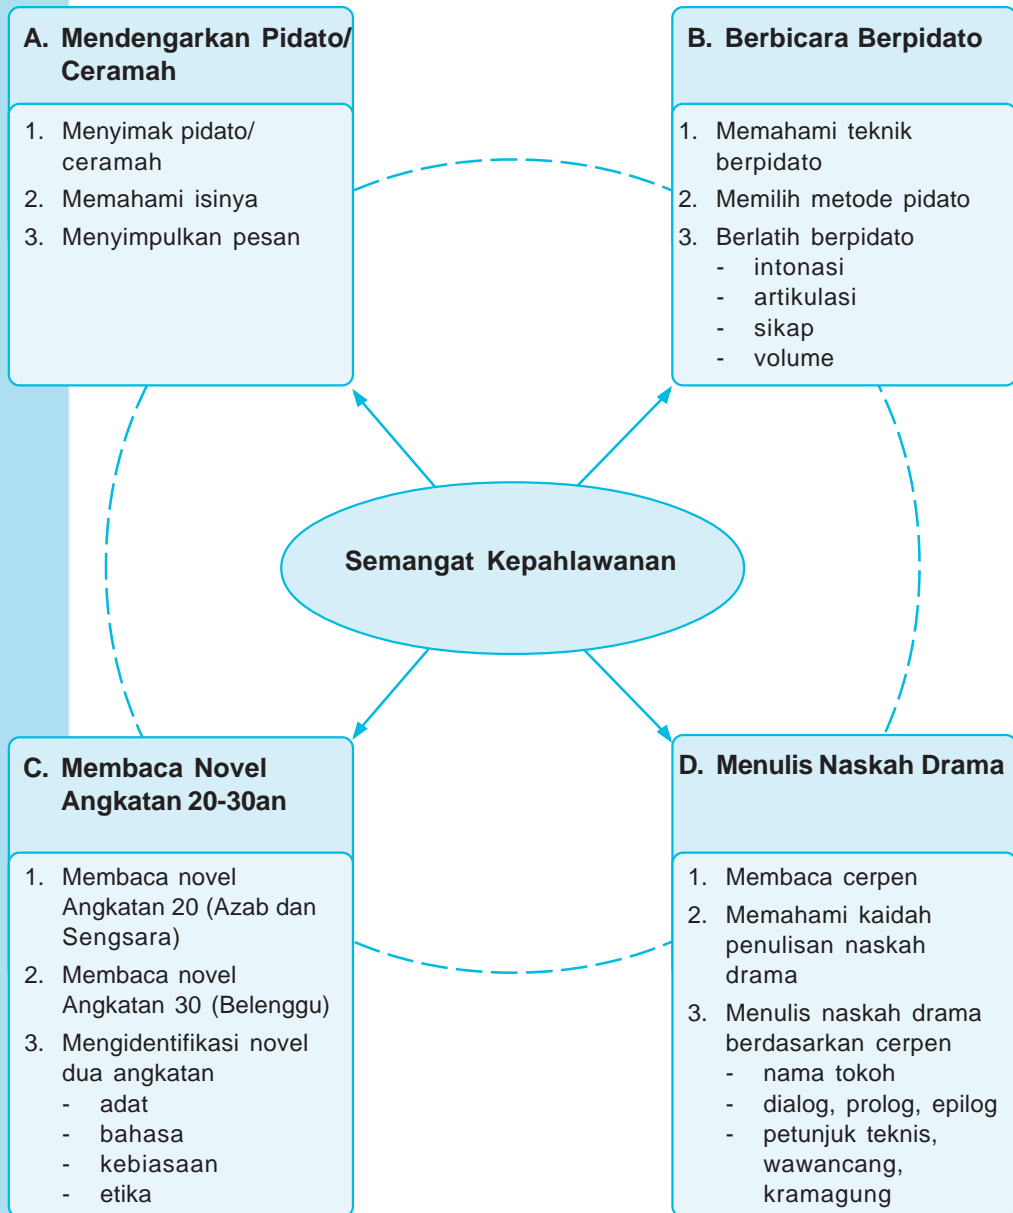 A. Mendengarkan Pidato/
Ceramah
1. Menyimak pidato/
ceramah
2. Memahami isinya
3. Menyimpulkan pesan
B. Berbicara Berpidato
1. Memahami teknik
berpidato
2. Memilih metode pidato
3. Berlatih berpidato
- intonasi
- artikulasi
- sikap
- volume
Semangat Kepahlawanan
C. Membaca Novel
Angkatan 20-30an
1. Membaca novel
Angkatan 20 (Azab dan
Sengsara)
2. Membaca novel
Angkatan 30 (Belenggu)
3. Mengidentifikasi novel
dua angkatan
- adat
- bahasa
- kebiasaan
- etika
D. Menulis Naskah Drama
1. Membaca cerpen
2. Memahami kaidah
penulisan naskah
drama
3. Menulis naskah drama
berdasarkan cerpen
- nama tokoh
- dialog, prolog, epilog
- petunjuk teknis,
wawancang,
kramagung